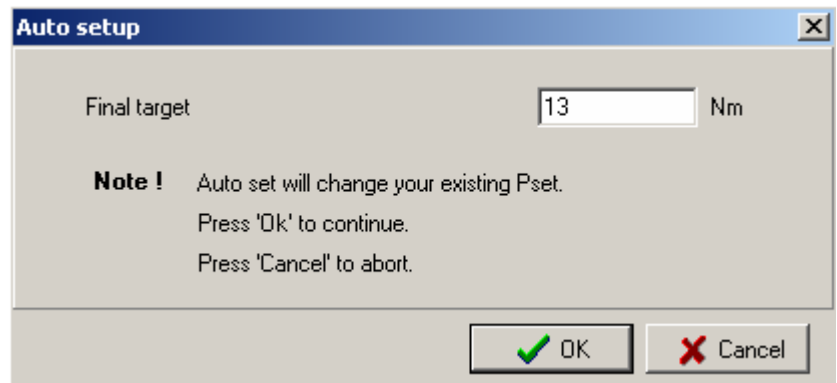 Auto setup
Final target 13 Nm
Note ! Auto set will change your existing Pset.
Press 'Ok' to continue.
Press 'Cancel' to abort.
OK Cancel